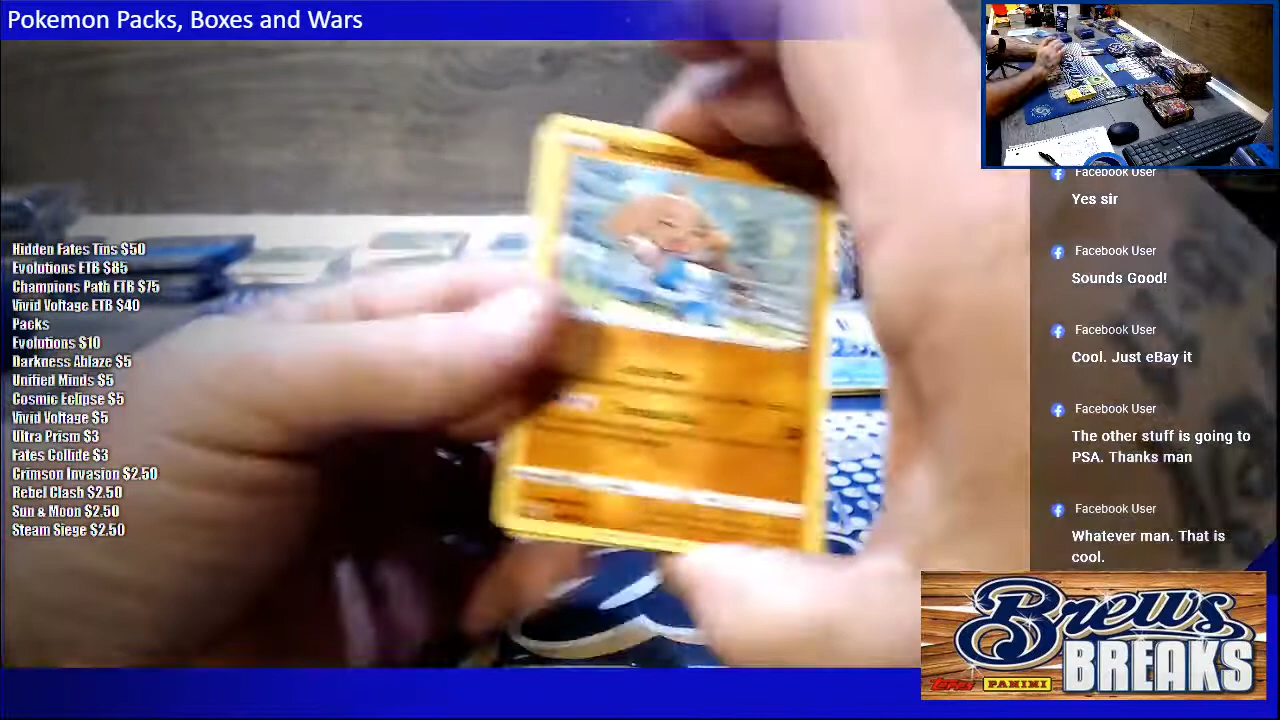 Pokemon Packs, Boxes and Wars
Hidden Fates Tins $50
Evolutions ETB $85
Champions Path ETB $75
Vivid Voltage ETB $40
Packs
Evolutions $10
Darkness Ablaze $5
Unified Minds $5
Cosmic Eclipse $5
Vivid Voltage $5
Ultra Prism $3
Fates Collide $3
Crimson Invasion $2.50
Rebel Clash $2.50
Sun & Moon $2.50
Steam Siege $2.50
Facebook User
Yes sir
Facebook User
Sounds Good!
Facebook User
Cool. Just eBay it
Facebook User
The other stuff is going to
PSA. Thanks man
Facebook User
Whatever man. That is
cool.
Brews
BREAKS
Topps PANINI